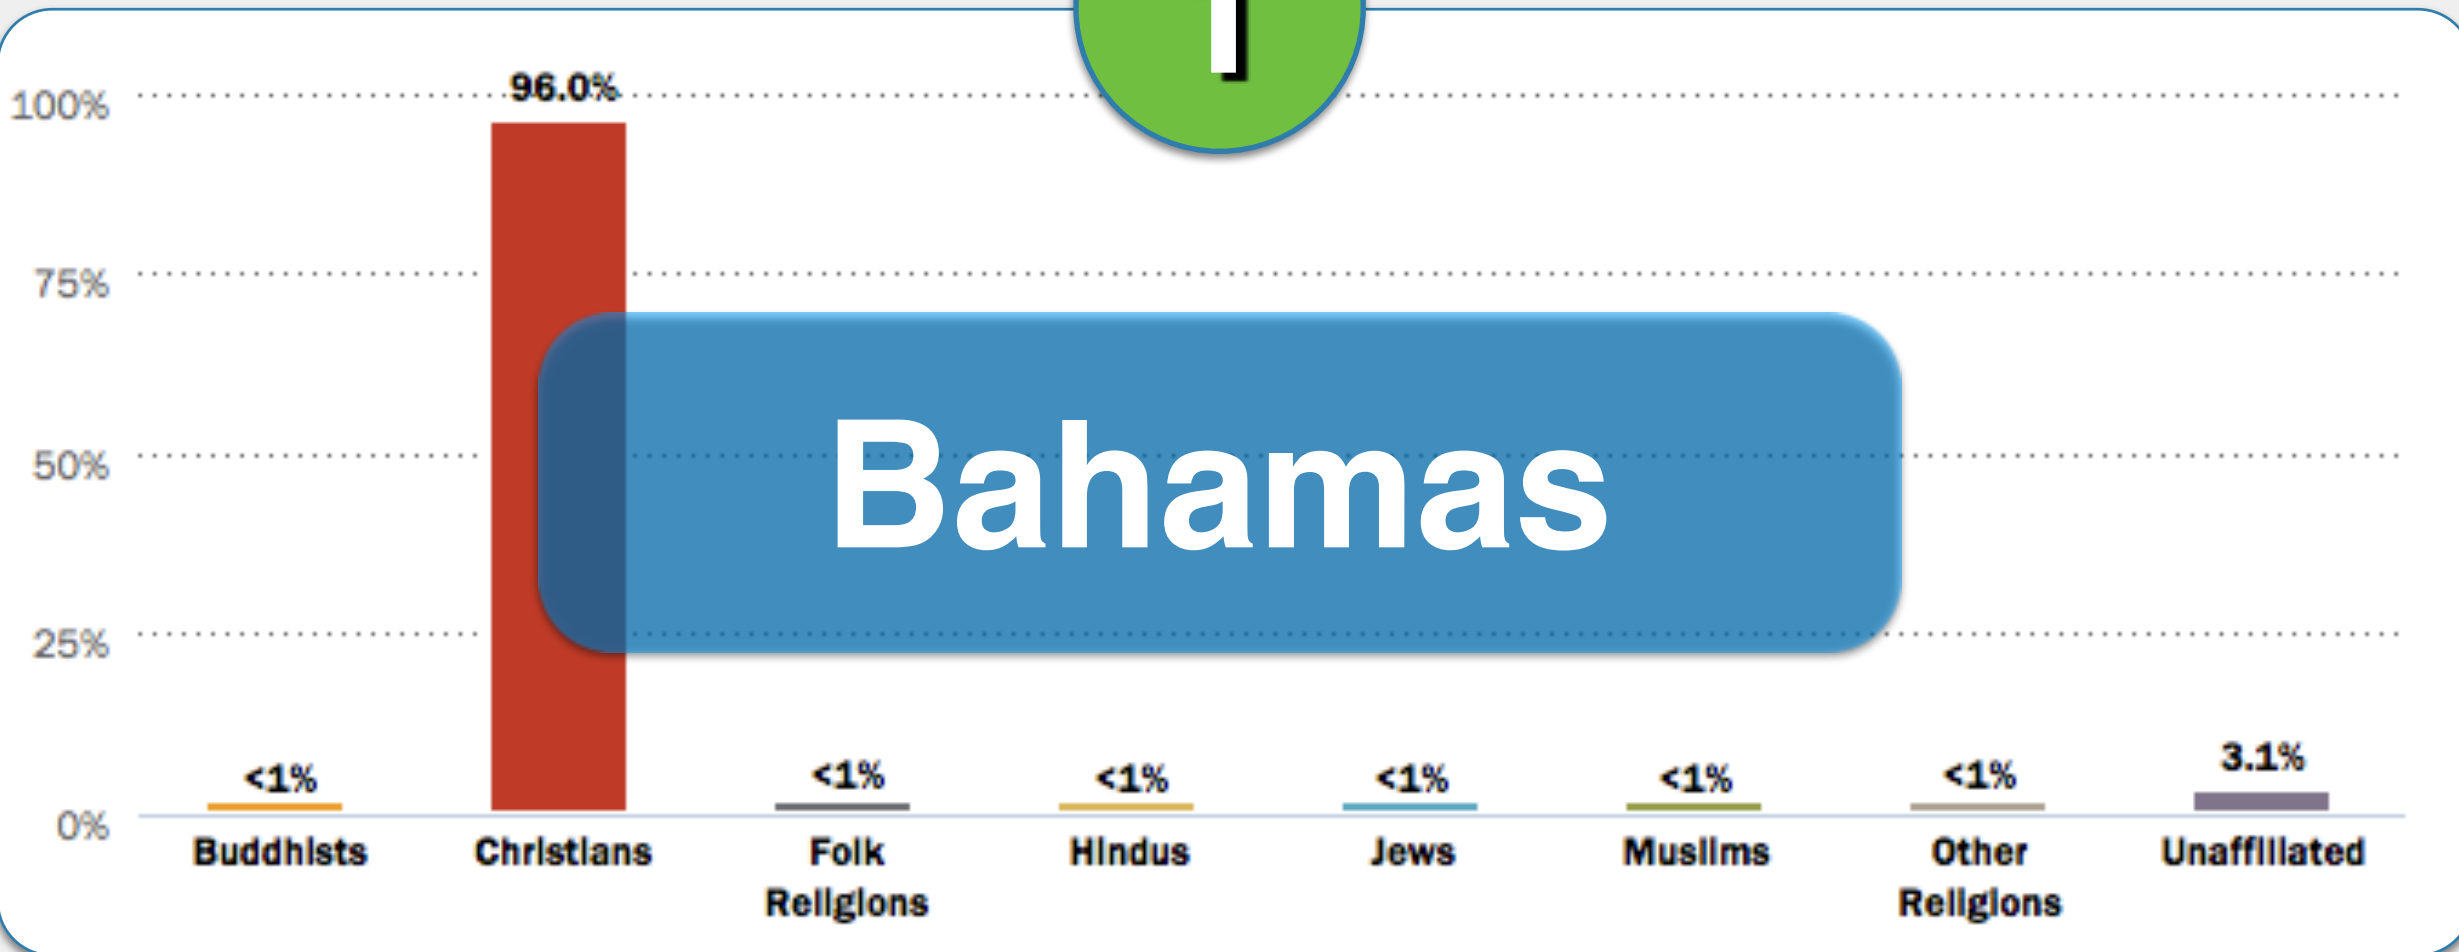 96.0%
100%
75%
Bahamas
50%
25%
<1%
<1%
<1%
<1%
<1%
<1%
3.1%
0%
Buddhists
Christians
Folk
Religions
Hindus
Jews
Muslims
Other
Religions
Unaffiliated